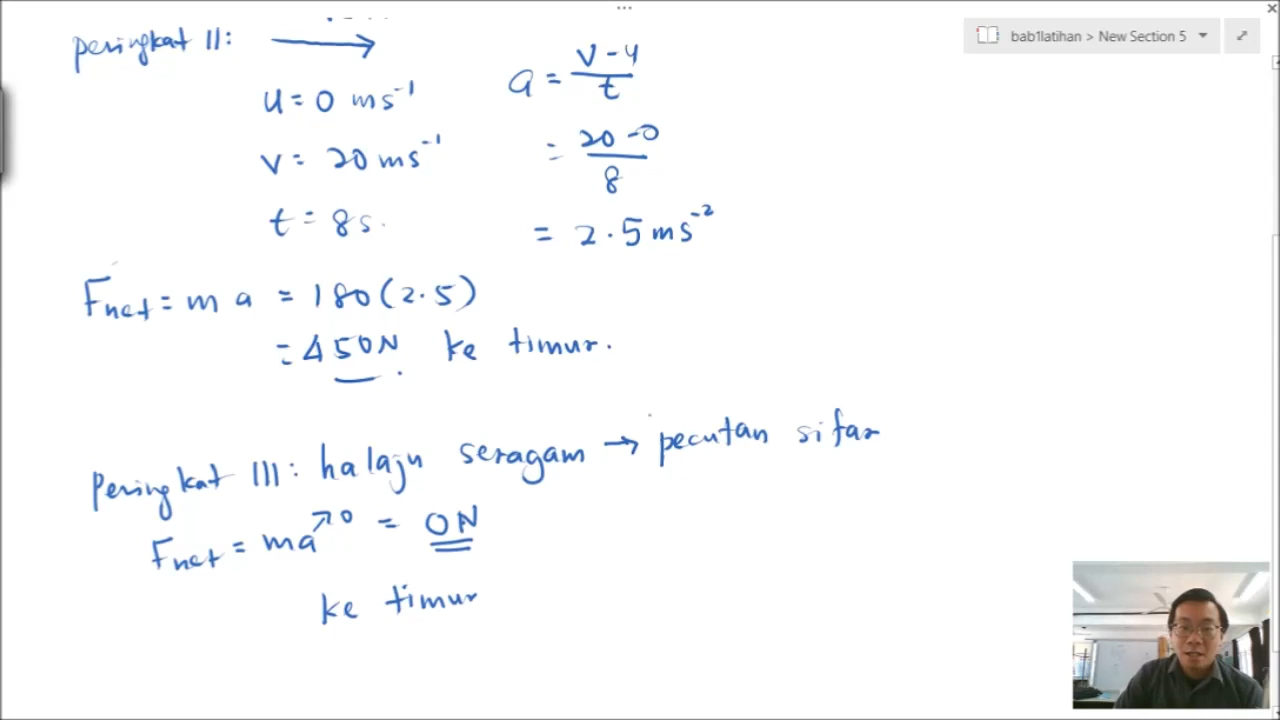 bab1latihan > New Section 5
peringkat II:
u = 0 ms⁻¹
v = 20 ms⁻¹
t = 8s.
a = v-u/t
= 20-0/8
= 2.5 ms⁻²
Fnet = m a = 180(2.5)
= 450N ke timur.
Peringkat III: halaju seragam → pecutan sifar
Fnet = ma↗0 = 0N
ke timur